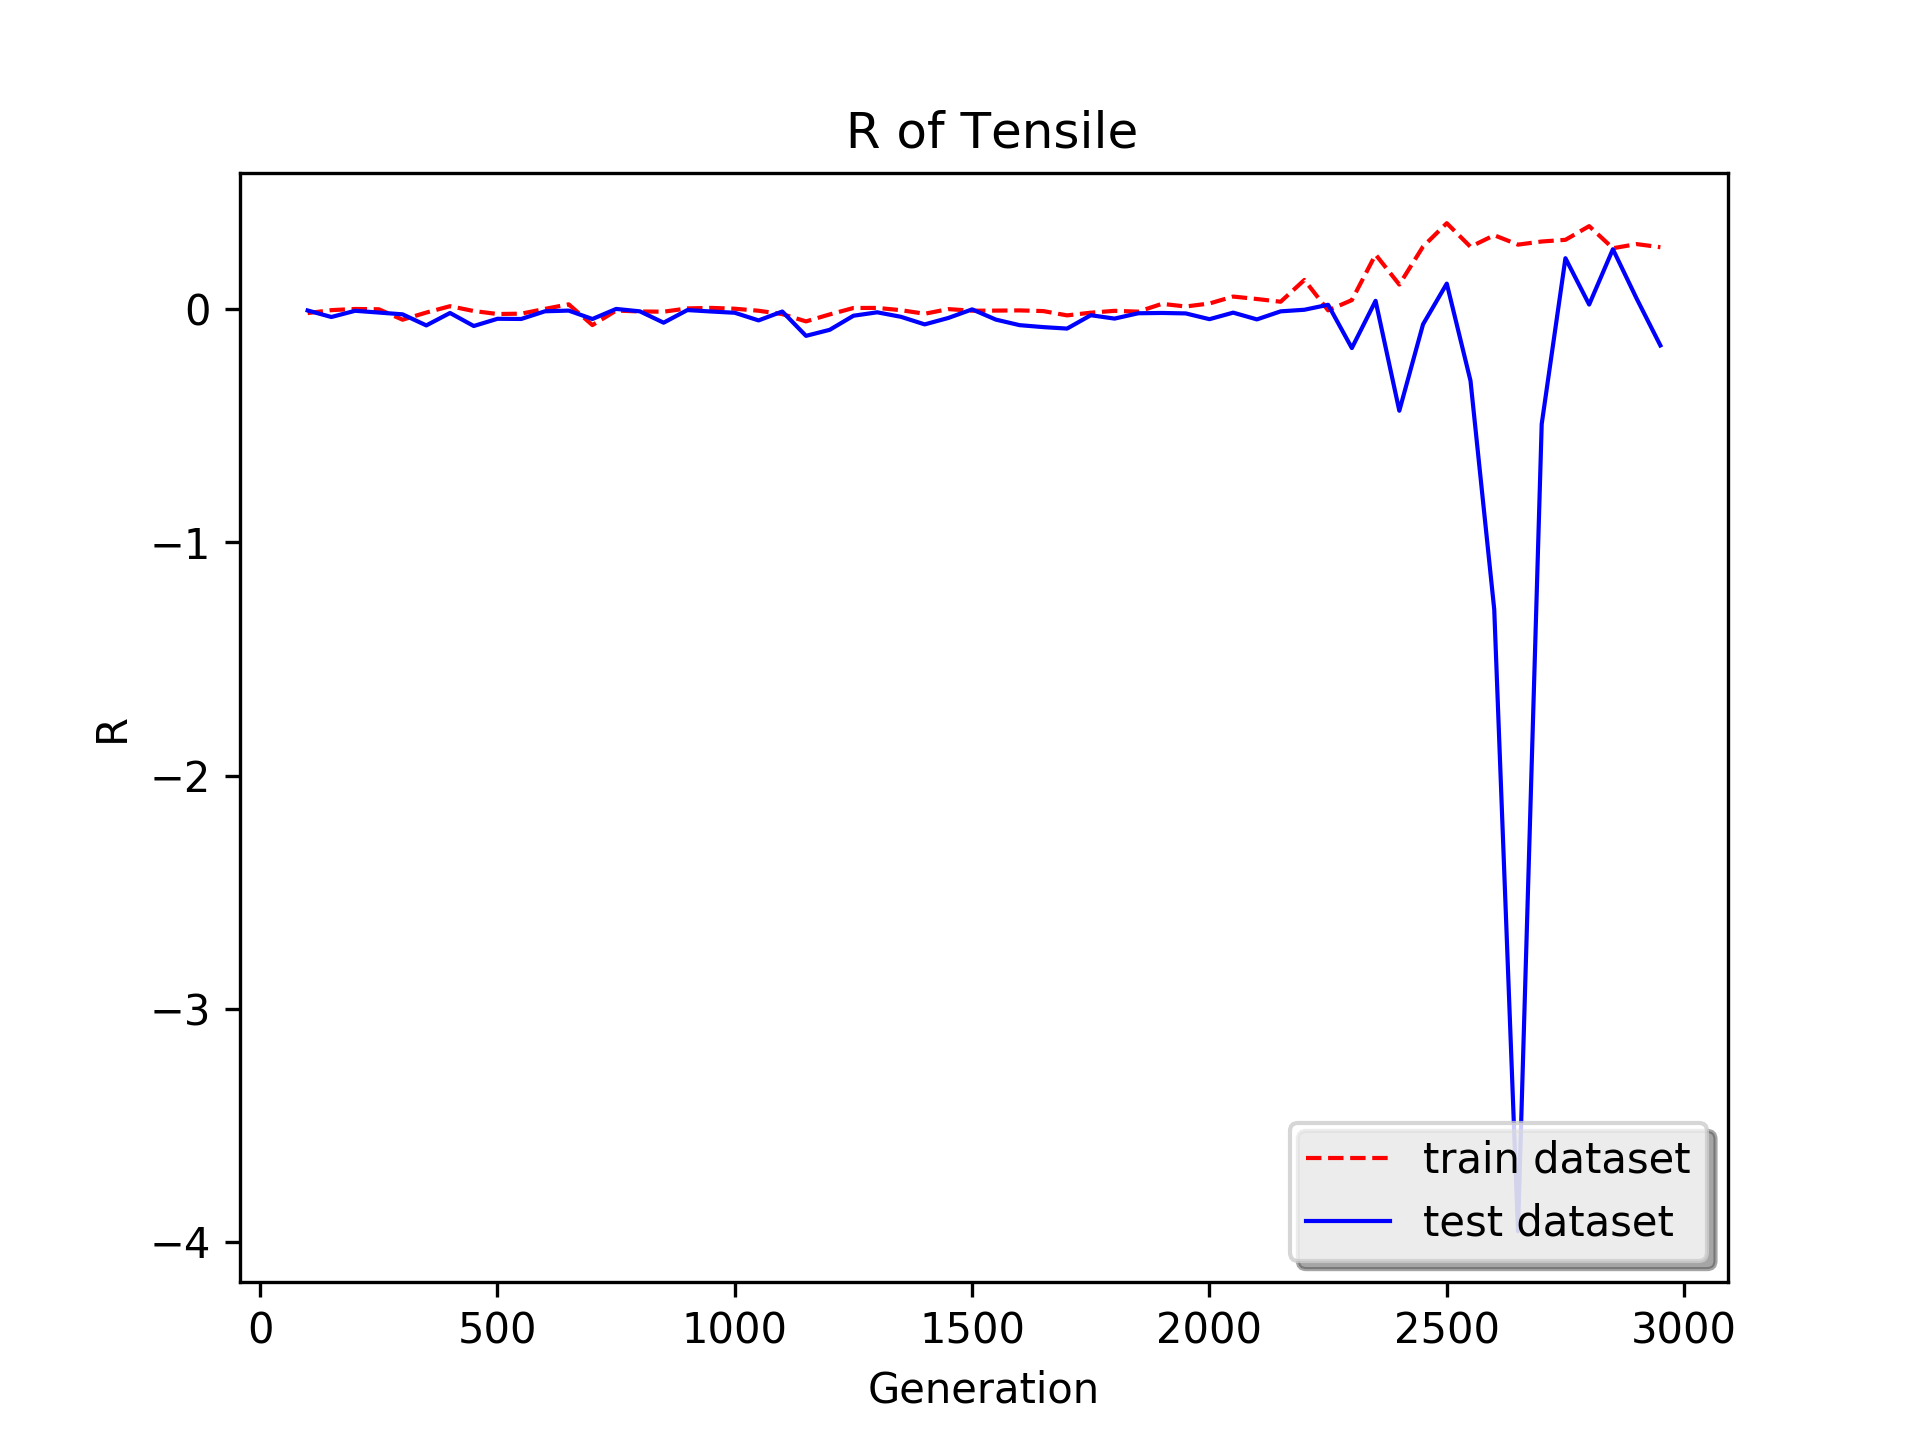 R of Tensile
R
0
−1
−2
−3
−4
train dataset
test dataset
0 500 1000 1500 2000 2500 3000
Generation